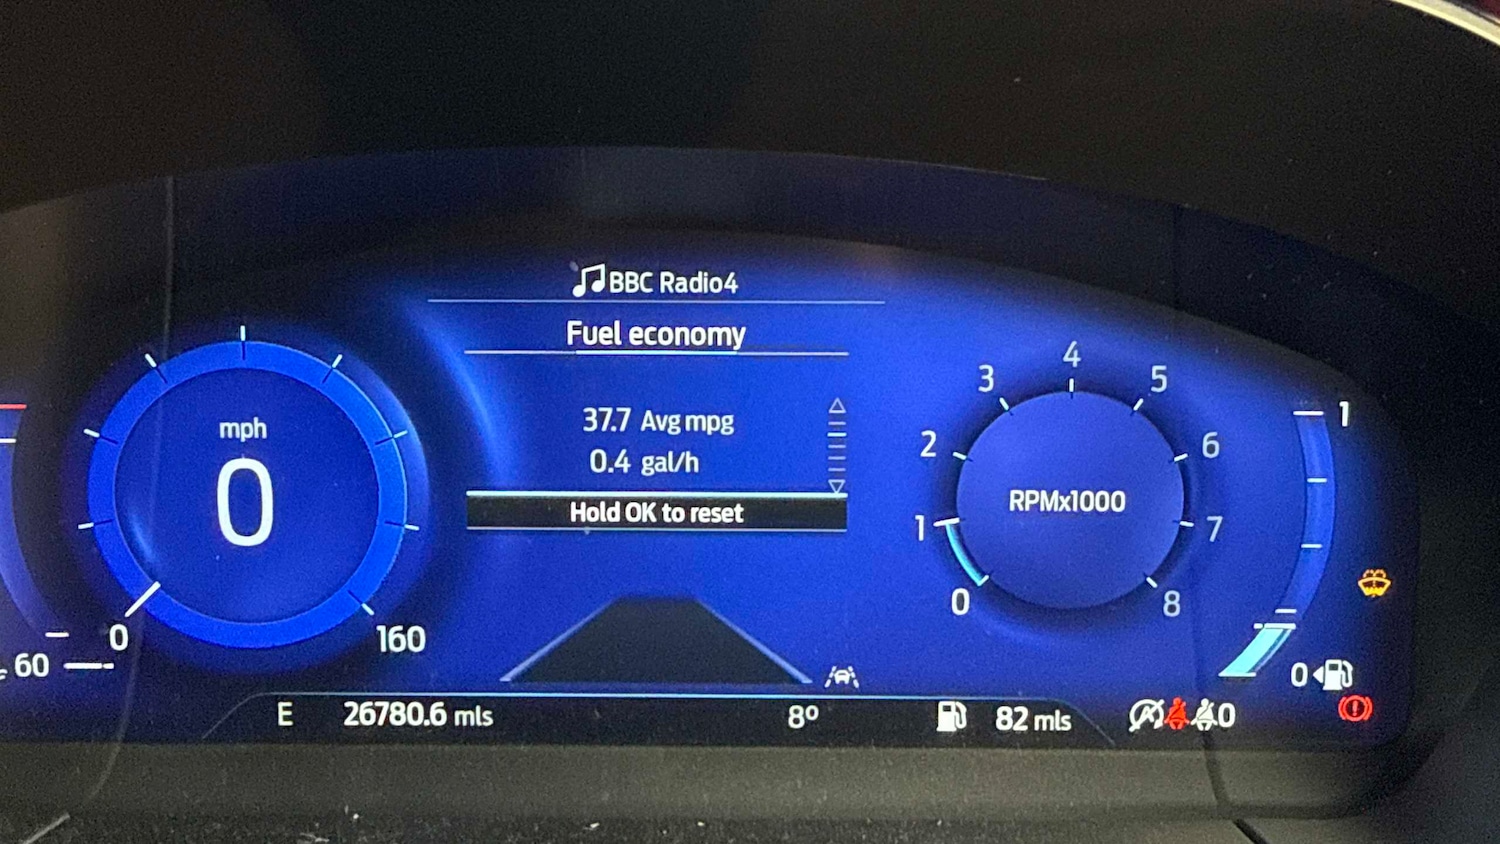 BBC Radio4
Fuel economy
37.7 Avg mpg
0.4 gal/h
Hold OK to reset
mph
0
0
160
60
RPMx1000
0
1
2
3
4
5
6
7
8
1
0
E 26780.6 mls 8° 82 mls 0